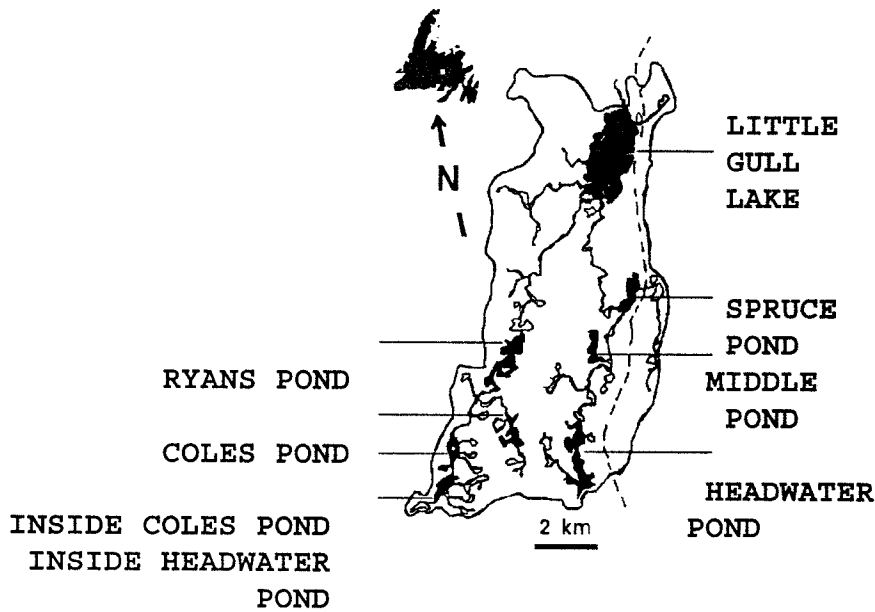 LITTLE
GULL
LAKE
N
SPRUCE
POND
RYANS POND
MIDDLE
POND
COLES POND
HEADWATER
POND
INSIDE COLES POND
INSIDE HEADWATER
POND
2 km